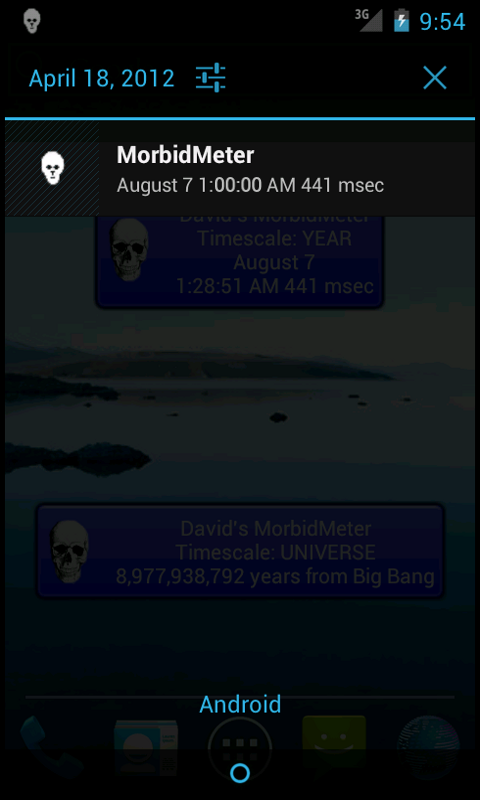 3G 9:54
April 18, 2012
MorbidMeter
August 7 1:00:00 AM 441 msec
David's MorbidMeter
Timescale: YEAR
August 7
1:28:51 AM 441 msec
David's MorbidMeter
Timescale: UNIVERSE
8,977,938,792 years from Big Bang
Android